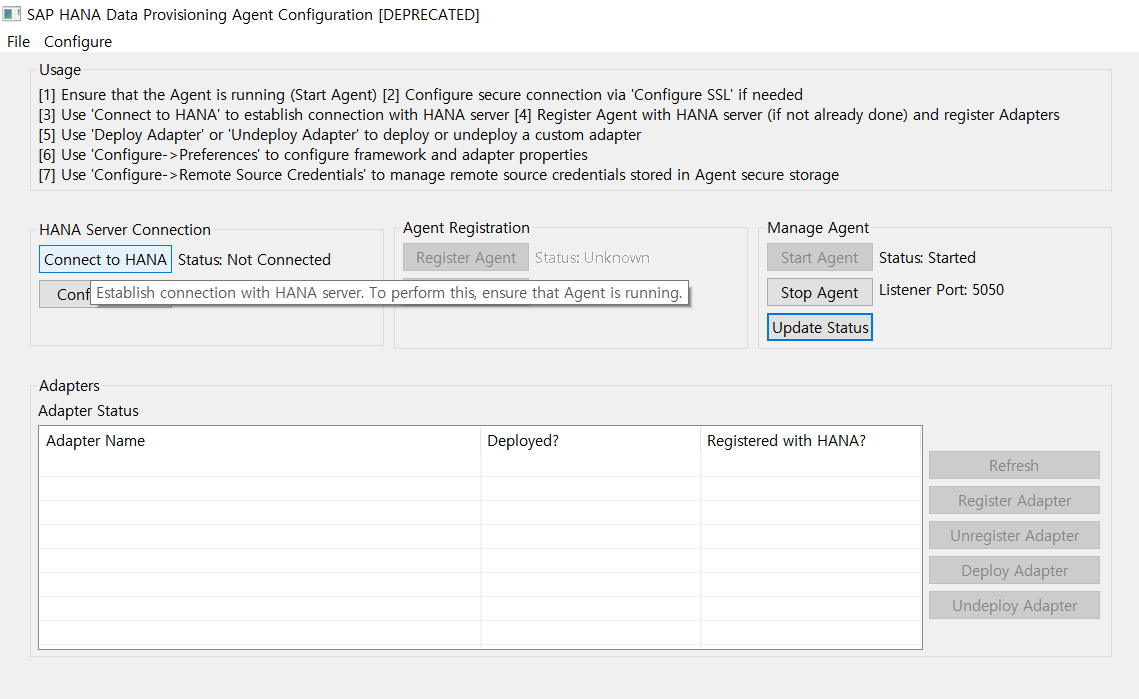 SAP HANA Data Provisioning Agent Configuration [DEPRECATED]
File Configure
Usage
[1] Ensure that the Agent is running (Start Agent) [2] Configure secure connection via 'Configure SSL' if needed
[3] Use 'Connect to HANA' to establish connection with HANA server [4] Register Agent with HANA server (if not already done) and register Adapters
[5] Use 'Deploy Adapter' or 'Undeploy Adapter' to deploy or undeploy a custom adapter
[6] Use 'Configure->Preferences' to configure framework and adapter properties
[7] Use 'Configure->Remote Source Credentials' to manage remote source credentials stored in Agent secure storage
HANA Server Connection
Connect to HANA Status: Not Connected
Conf
Establish connection with HANA server. To perform this, ensure that Agent is running.
Agent Registration
Register Agent Status: Unknown
Manage Agent
Start Agent Status: Started
Stop Agent Listener Port: 5050
Update Status
Adapters
Adapter Status
Adapter Name Deployed? Registered with HANA?
Refresh
Register Adapter
Unregister Adapter
Deploy Adapter
Undeploy Adapter